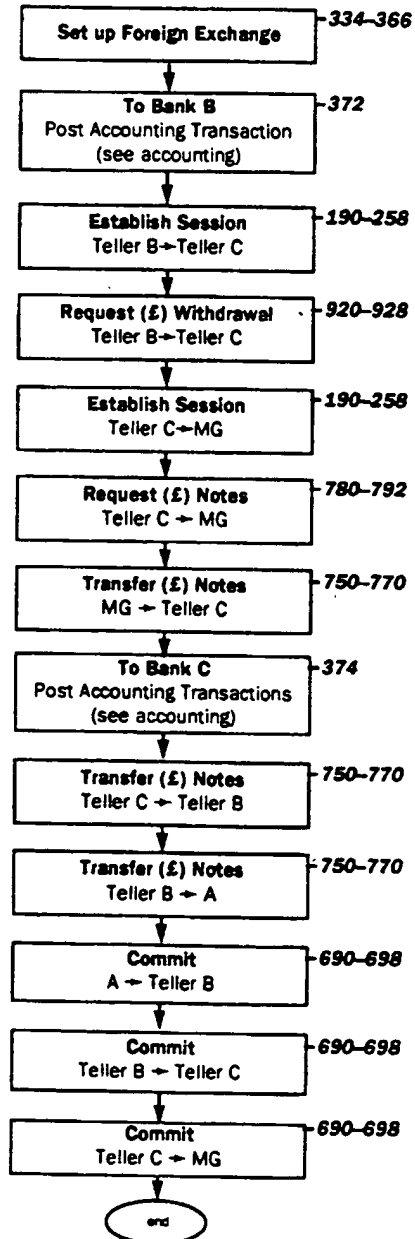 Set up Foreign Exchange
334–366
To Bank B
372
Post Accounting Transaction
(see accounting)
Establish Session
190–258
Teller B→Teller C
Request (£) Withdrawal
920–928
Teller B→Teller C
Establish Session
190–258
Teller C→MG
Request (£) Notes
780–792
Teller C → MG
Transfer (£) Notes
750–770
MG → Teller C
To Bank C
374
Post Accounting Transactions
(see accounting)
Transfer (£) Notes
750–770
Teller C → Teller B
Transfer (£) Notes
750–770
Teller B → A
Commit
690–698
A → Teller B
Commit
690–698
Teller B → Teller C
Commit
690–698
Teller C → MG
end